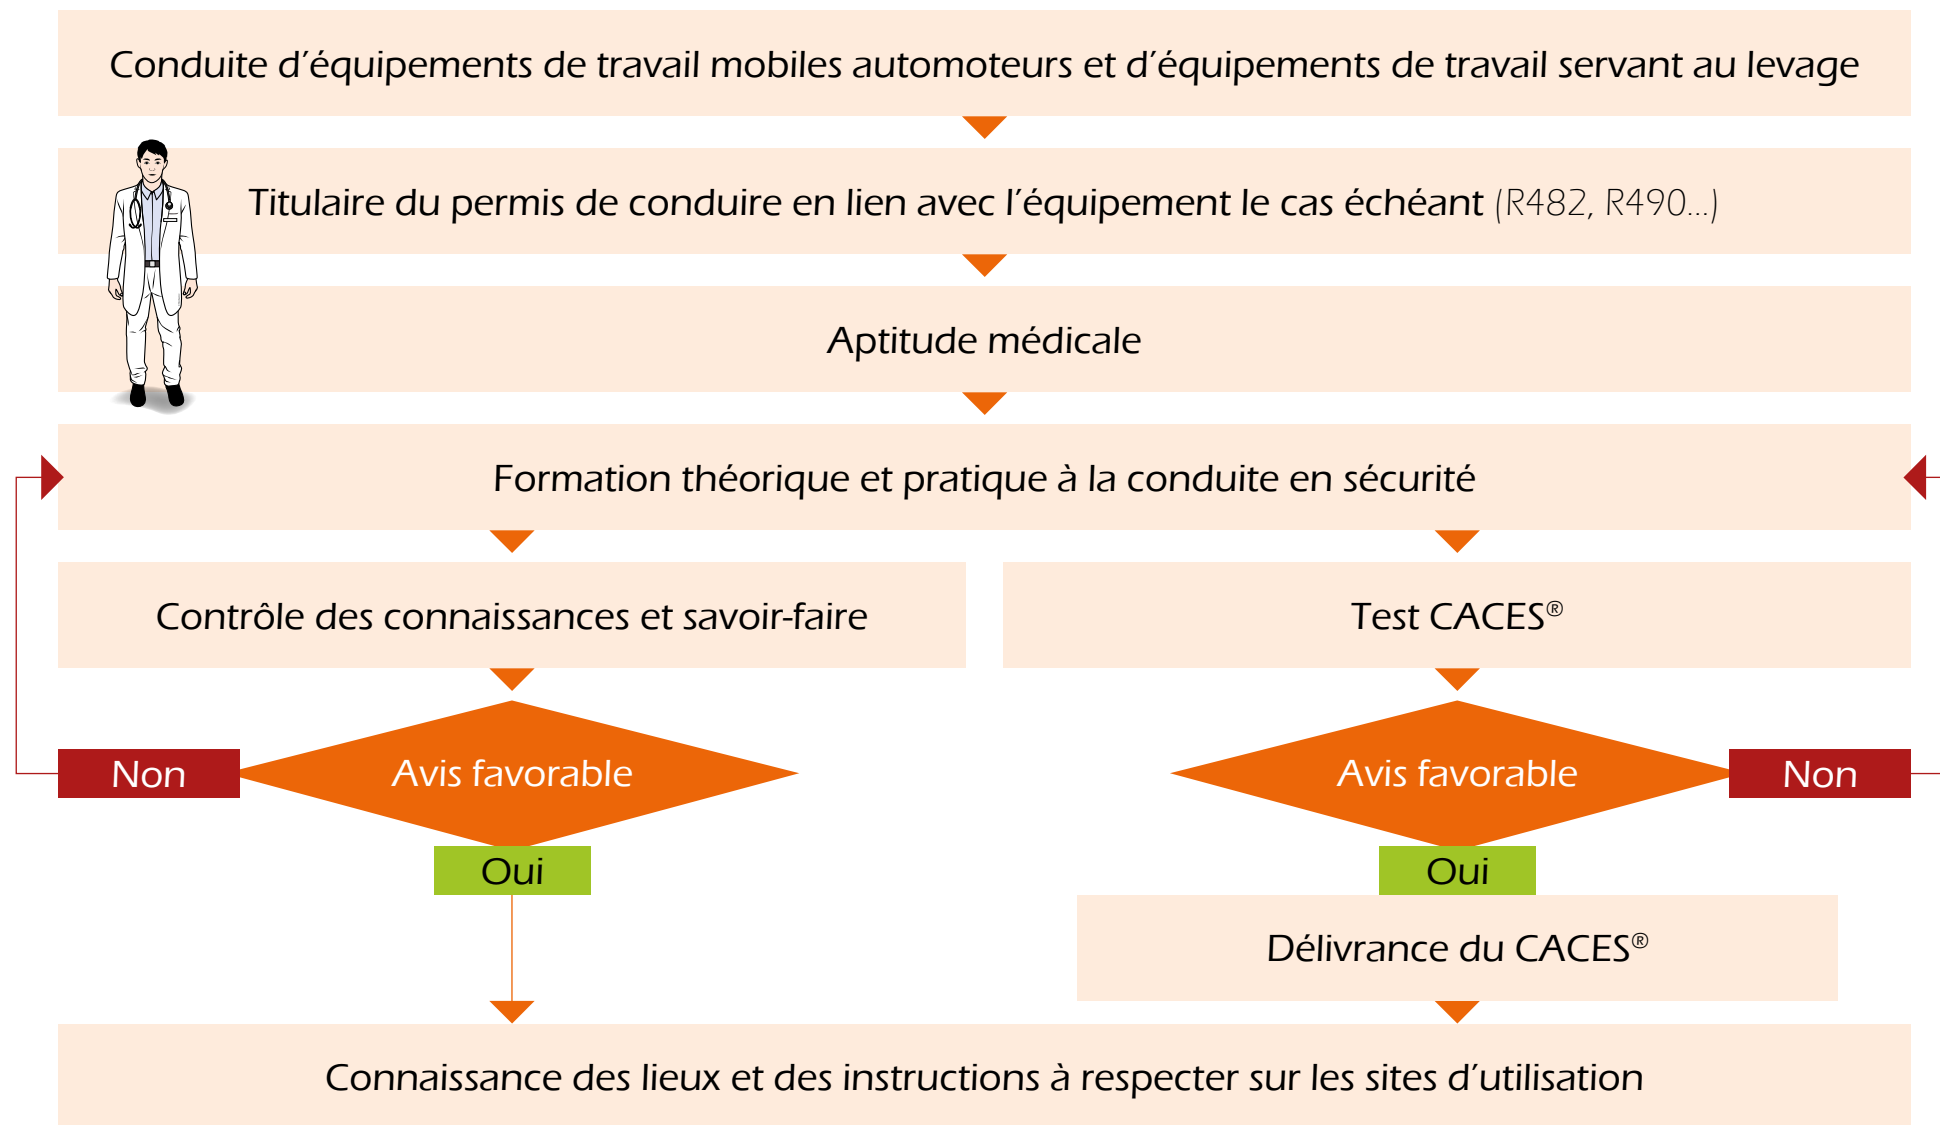 Conduite d’équipements de travail mobiles automoteurs et d’équipements de travail servant au levage
Titulaire du permis de conduire en lien avec l’équipement le cas échéant (R482, R490...)
Aptitude médicale
Formation théorique et pratique à la conduite en sécurité
Contrôle des connaissances et savoir-faire
Test CACES®
Non
Avis favorable
Avis favorable
Non
Oui
Oui
Délivrance du CACES®
Connaissance des lieux et des instructions à respecter sur les sites d’utilisation